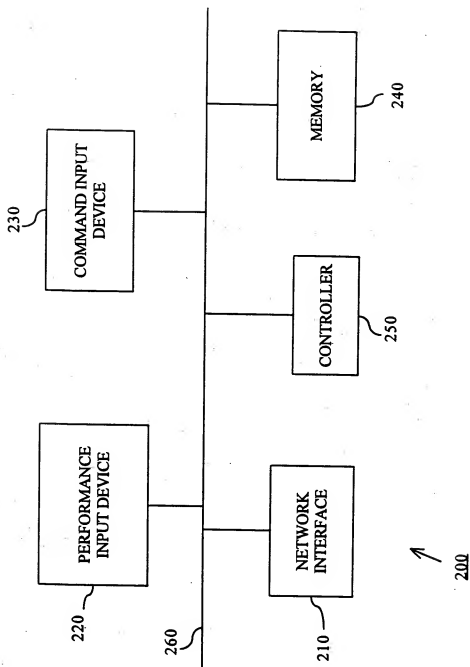 230
COMMAND INPUT
DEVICE
PERFORMANCE
INPUT DEVICE
220
260
MEMORY
240
CONTROLLER
250
NETWORK
INTERFACE
210
200